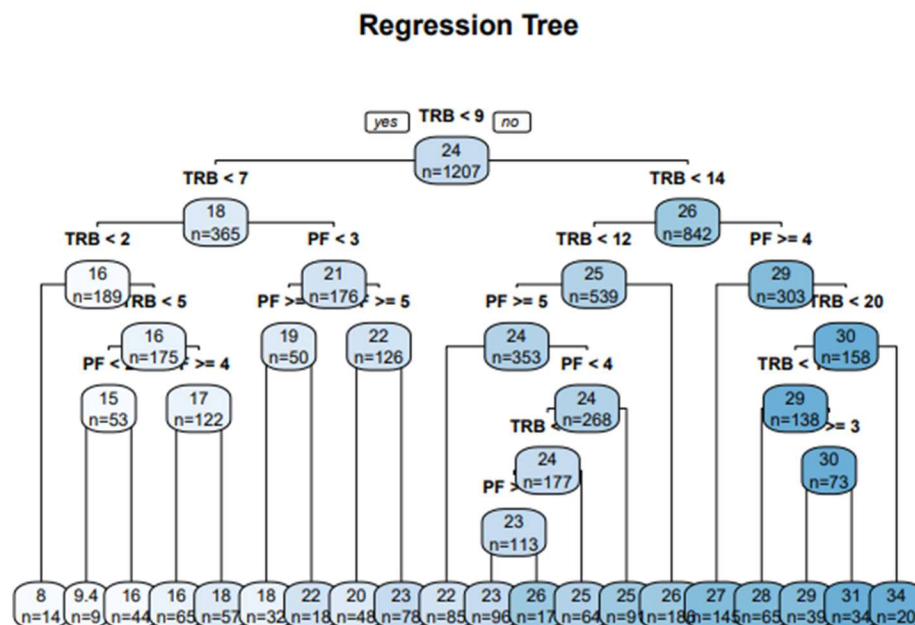 Regression Tree
yes TRB < 9 no
24
n=1207
TRB < 7
TRB < 14
18
n=365
26
n=842
TRB < 2
PF < 3
TRB < 12
PF >= 4
16
n=189
21
n=176
25
n=539
29
n=303
TRB < 5
PF >=
>= 5
PF >= 5
TRB < 20
16
n=175
19
n=50
22
n=126
24
n=353
30
n=158
PF <
>= 4
PF < 4
TRB <
15
n=53
17
n=122
24
n=268
29
n=138
TRB <
>= 3
24
n=177
30
n=73
PF
23
n=113
8 9.4 16 16 18 18 22 20 23 22 23 26 25 25 26 27 28 29 31 34
n=14 n=9 n=44 n=65 n=57 n=32 n=18 n=48 n=78 n=85 n=96 n=17 n=64 n=91 n=186 n=145 n=65 n=39 n=34 n=20